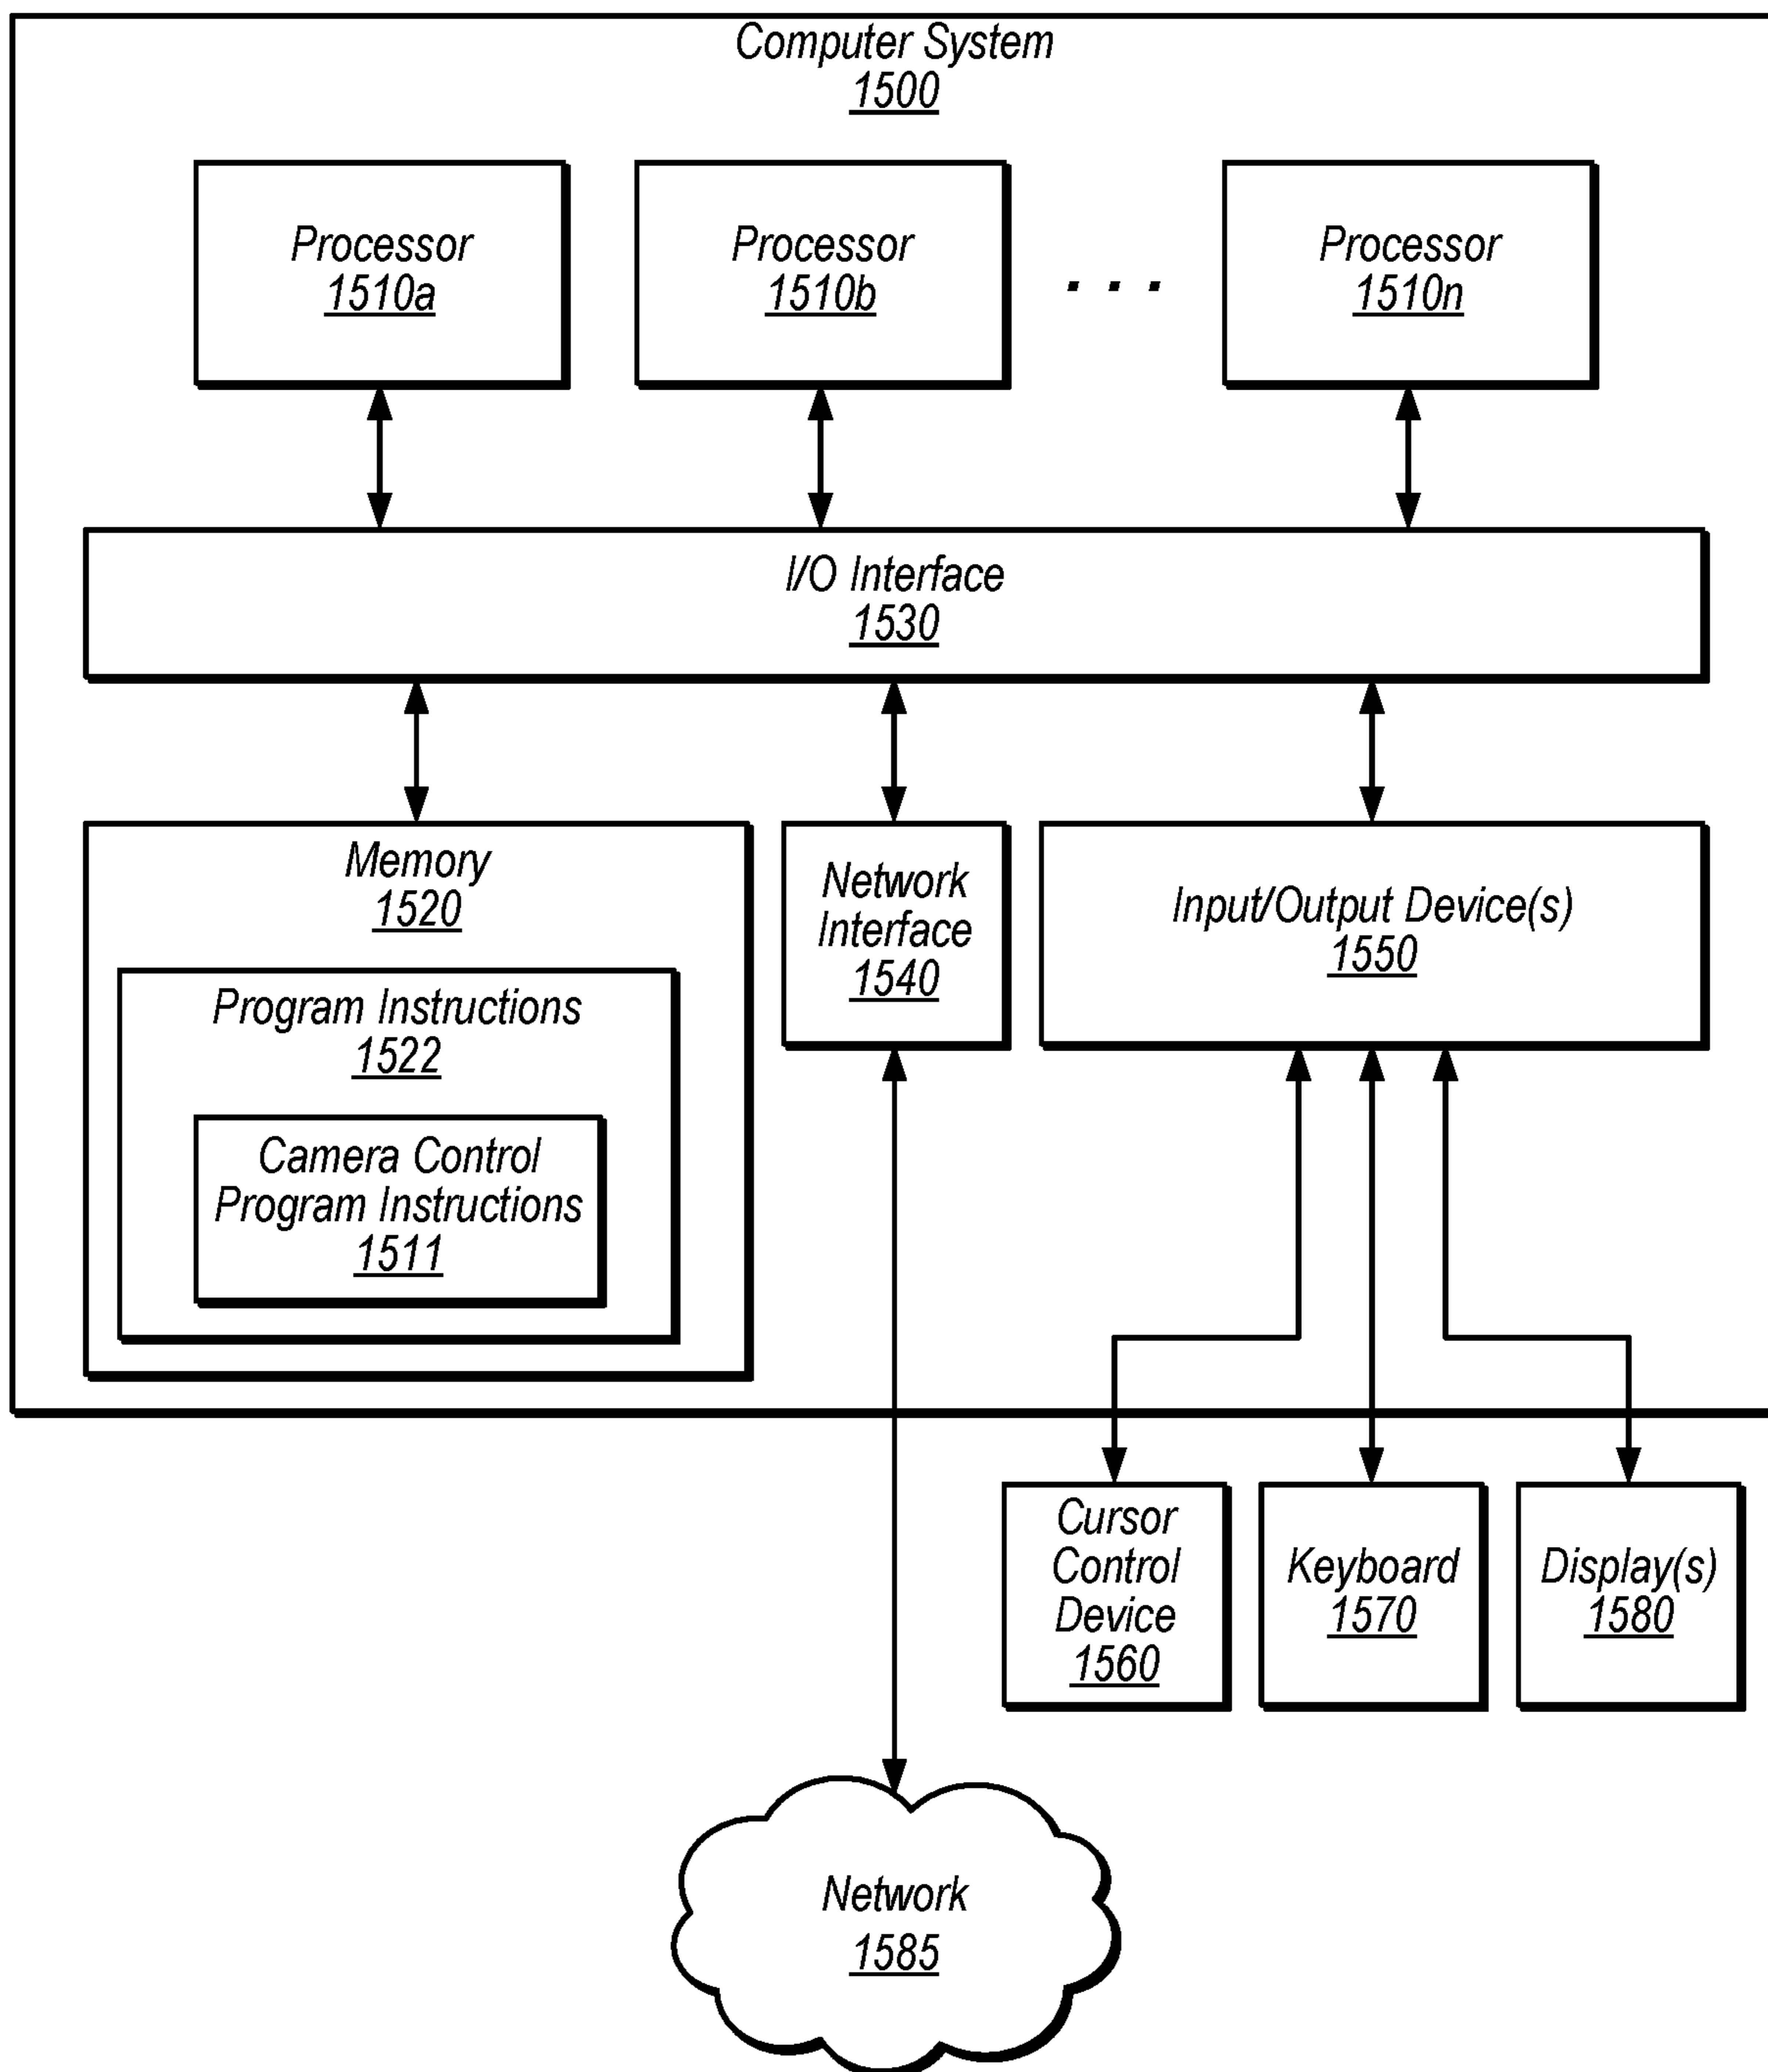 Computer System
1500
Processor
1510a
Processor
1510b
. . .
Processor
1510n
I/O Interface
1530
Memory
1520
Program Instructions
1522
Camera Control
Program Instructions
1511
Network
Interface
1540
Input/Output Device(s)
1550
Cursor
Control
Device
1560
Keyboard
1570
Display(s)
1580
Network
1585